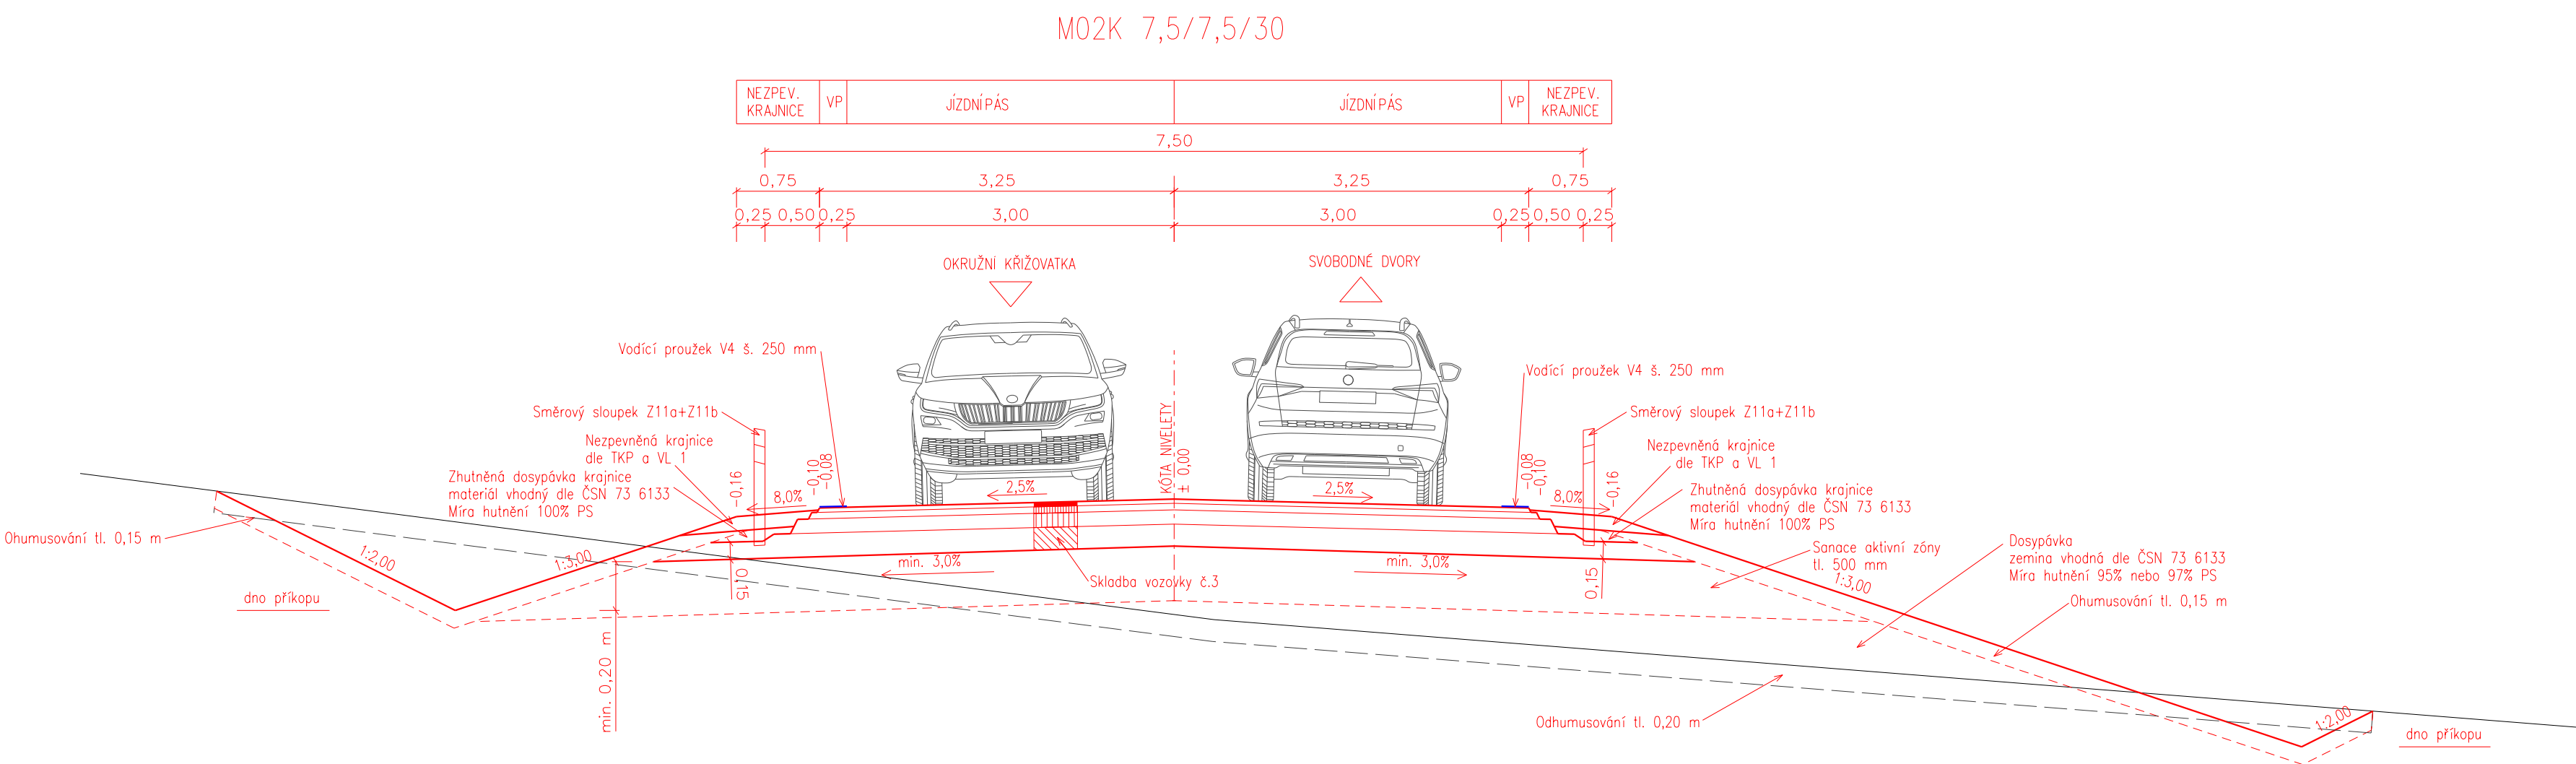 MO2K 7,5/7,5/30
NEZPEV.
KRAJNICE
VP
JÍZDNÍ PÁS
JÍZDNÍ PÁS
VP
NEZPEV.
KRAJNICE
7,50
0,75
3,25
3,25
0,75
0,25 0,50 0,25
3,00
3,00
0,25 0,50 0,25
OKRUŽNÍ KŘIŽOVATKA
SVOBODNÉ DVORY
Vodící proužek V4 š. 250 mm
Vodící proužek V4 š. 250 mm
Směrový sloupek Z11a+Z11b
Směrový sloupek Z11a+Z11b
Nezpevněná krajnice
dle TKP a VL 1
Nezpevněná krajnice
dle TKP a VL 1
Zhutněná dosypávka krajnice
materiál vhodný dle ČSN 73 6133
Míra hutnění 100% PS
Zhutněná dosypávka krajnice
materiál vhodný dle ČSN 73 6133
Míra hutnění 100% PS
KÓTA NIVELETY
± 0,00
-0,16
8,0%
-0,10
-0,08
2,5%
2,5%
-0,08
-0,10
8,0%
-0,16
Ohumusování tl. 0,15 m
1:2,00
1:3,00
dno příkopu
min. 0,20 m
0,15
min. 3,0%
Skladba vozovky č.3
min. 3,0%
0,15
Sanace aktivní zóny
tl. 500 mm
1:3,00
Dosypávka
zemina vhodná dle ČSN 73 6133
Míra hutnění 95% nebo 97% PS
Ohumusování tl. 0,15 m
Odhumusování tl. 0,20 m
1:2,00
dno příkopu